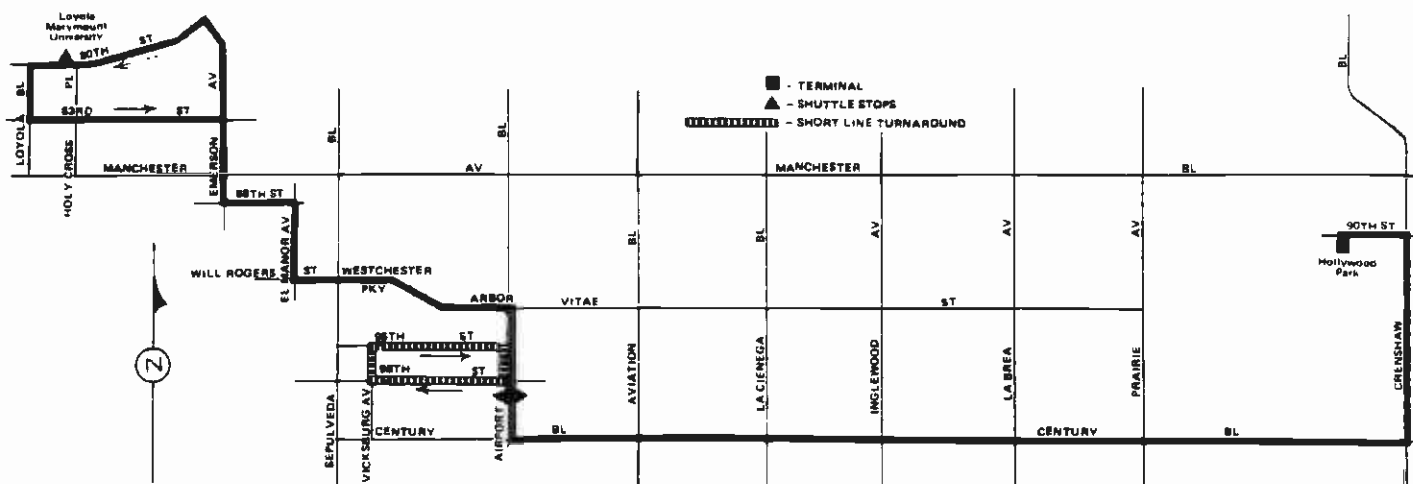 Loyola
Marymount
University
80TH ST
BL
PL
AV
83RD ST
LOYOLA
HOLY CROSS
EMERSON
MANCHESTER AV
MANCHESTER BL
- TERMINAL
- SHUTTLE STOPS
- SHORT LINE TURNAROUND
BL
BL
BL
88TH ST
EL MANOR AV
WILL ROGERS ST
WESTCHESTER
PKY
ARBOR VITAE ST
BL
BL
AV
AV
AV
90TH ST
Hollywood
Park
96TH ST
98TH ST
SEPULVEDA
VICKSBURG AV
AIRPORT
AVIATION
LA CIENEGA
INGLEWOOD
LA BREA
PRAIRIE
CRENSHAW
CENTURY BL
CENTURY BL
N